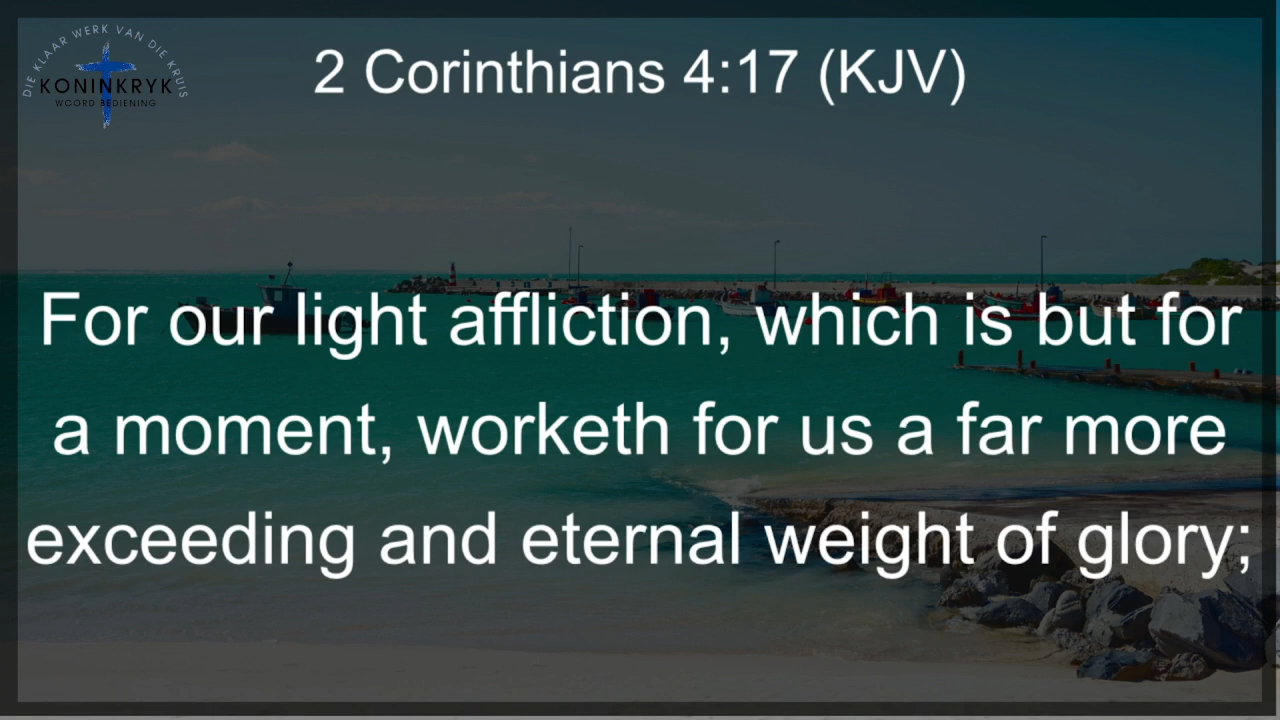 DIE KLAAR WERK VAN DIE KRUIS
KONINKRYK
WOORD BEDIENING
2 Corinthians 4:17 (KJV)
For our light affliction, which is but for
a moment, worketh for us a far more
exceeding and eternal weight of glory;